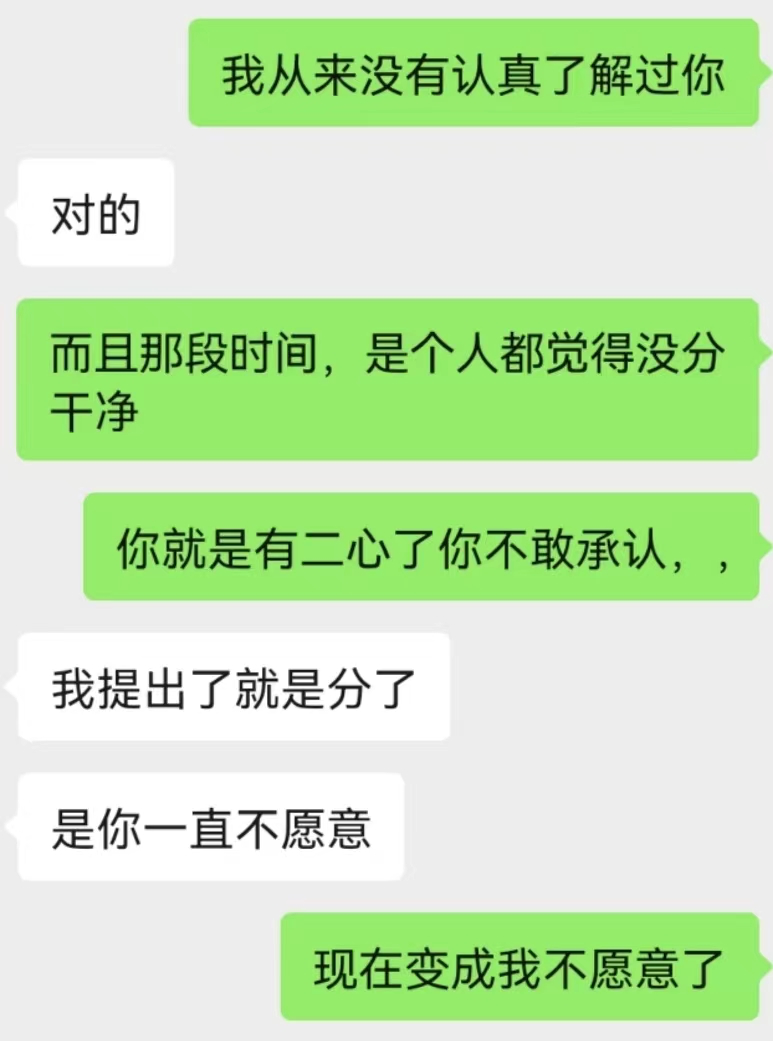 我从来没有认真了解过你
对的
而且那段时间，是个人都觉得没分
干净
你就是有二心了你不敢承认，，
我提出了就是分了
是你一直不愿意
现在变成我不愿意了